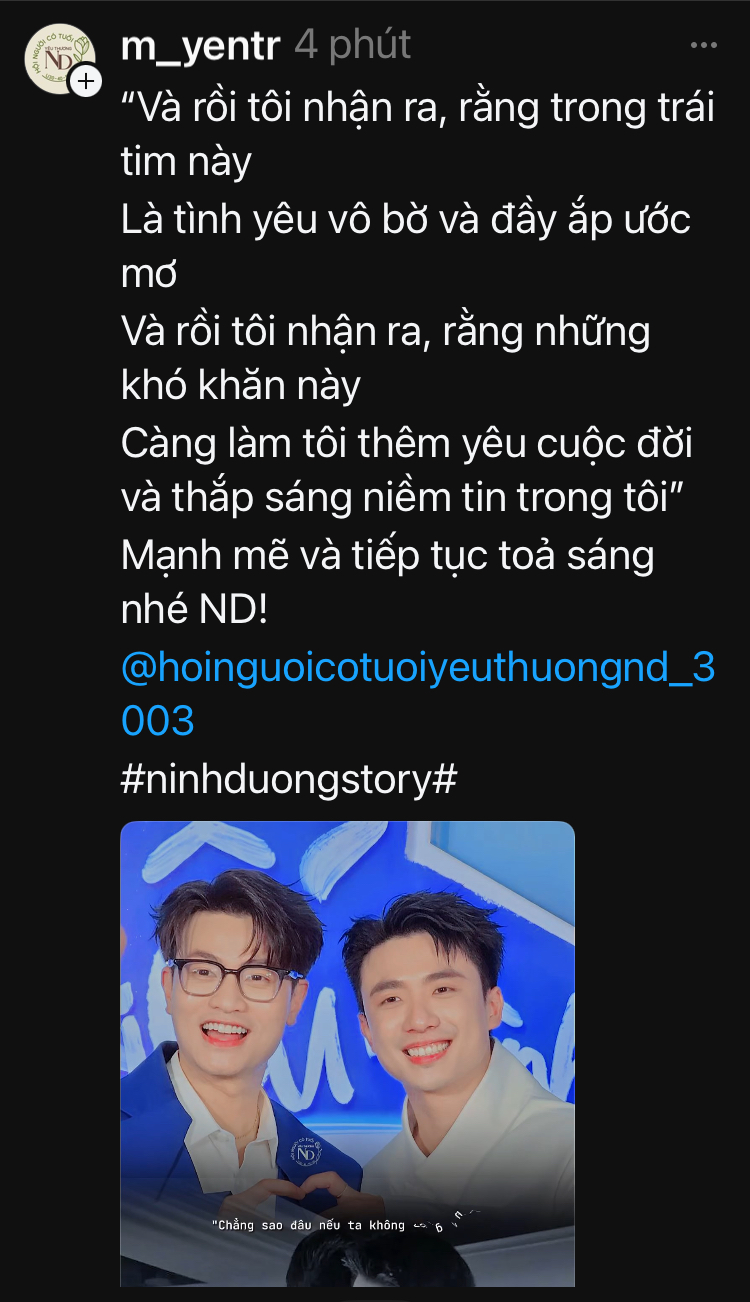 m_yentr 4 phút
“Và rồi tôi nhận ra, rằng trong trái
tim này
Là tình yêu vô bờ và đầy ắp ước
mơ
Và rồi tôi nhận ra, rằng những
khó khăn này
Càng làm tôi thêm yêu cuộc đời
và thắp sáng niềm tin trong tôi”
Mạnh mẽ và tiếp tục toả sáng
nhé ND!
@hoinguoicotuoiyeuthuongnd_3
003
#ninhduongstory#
ND
"Chẳng sao đâu nếu ta không